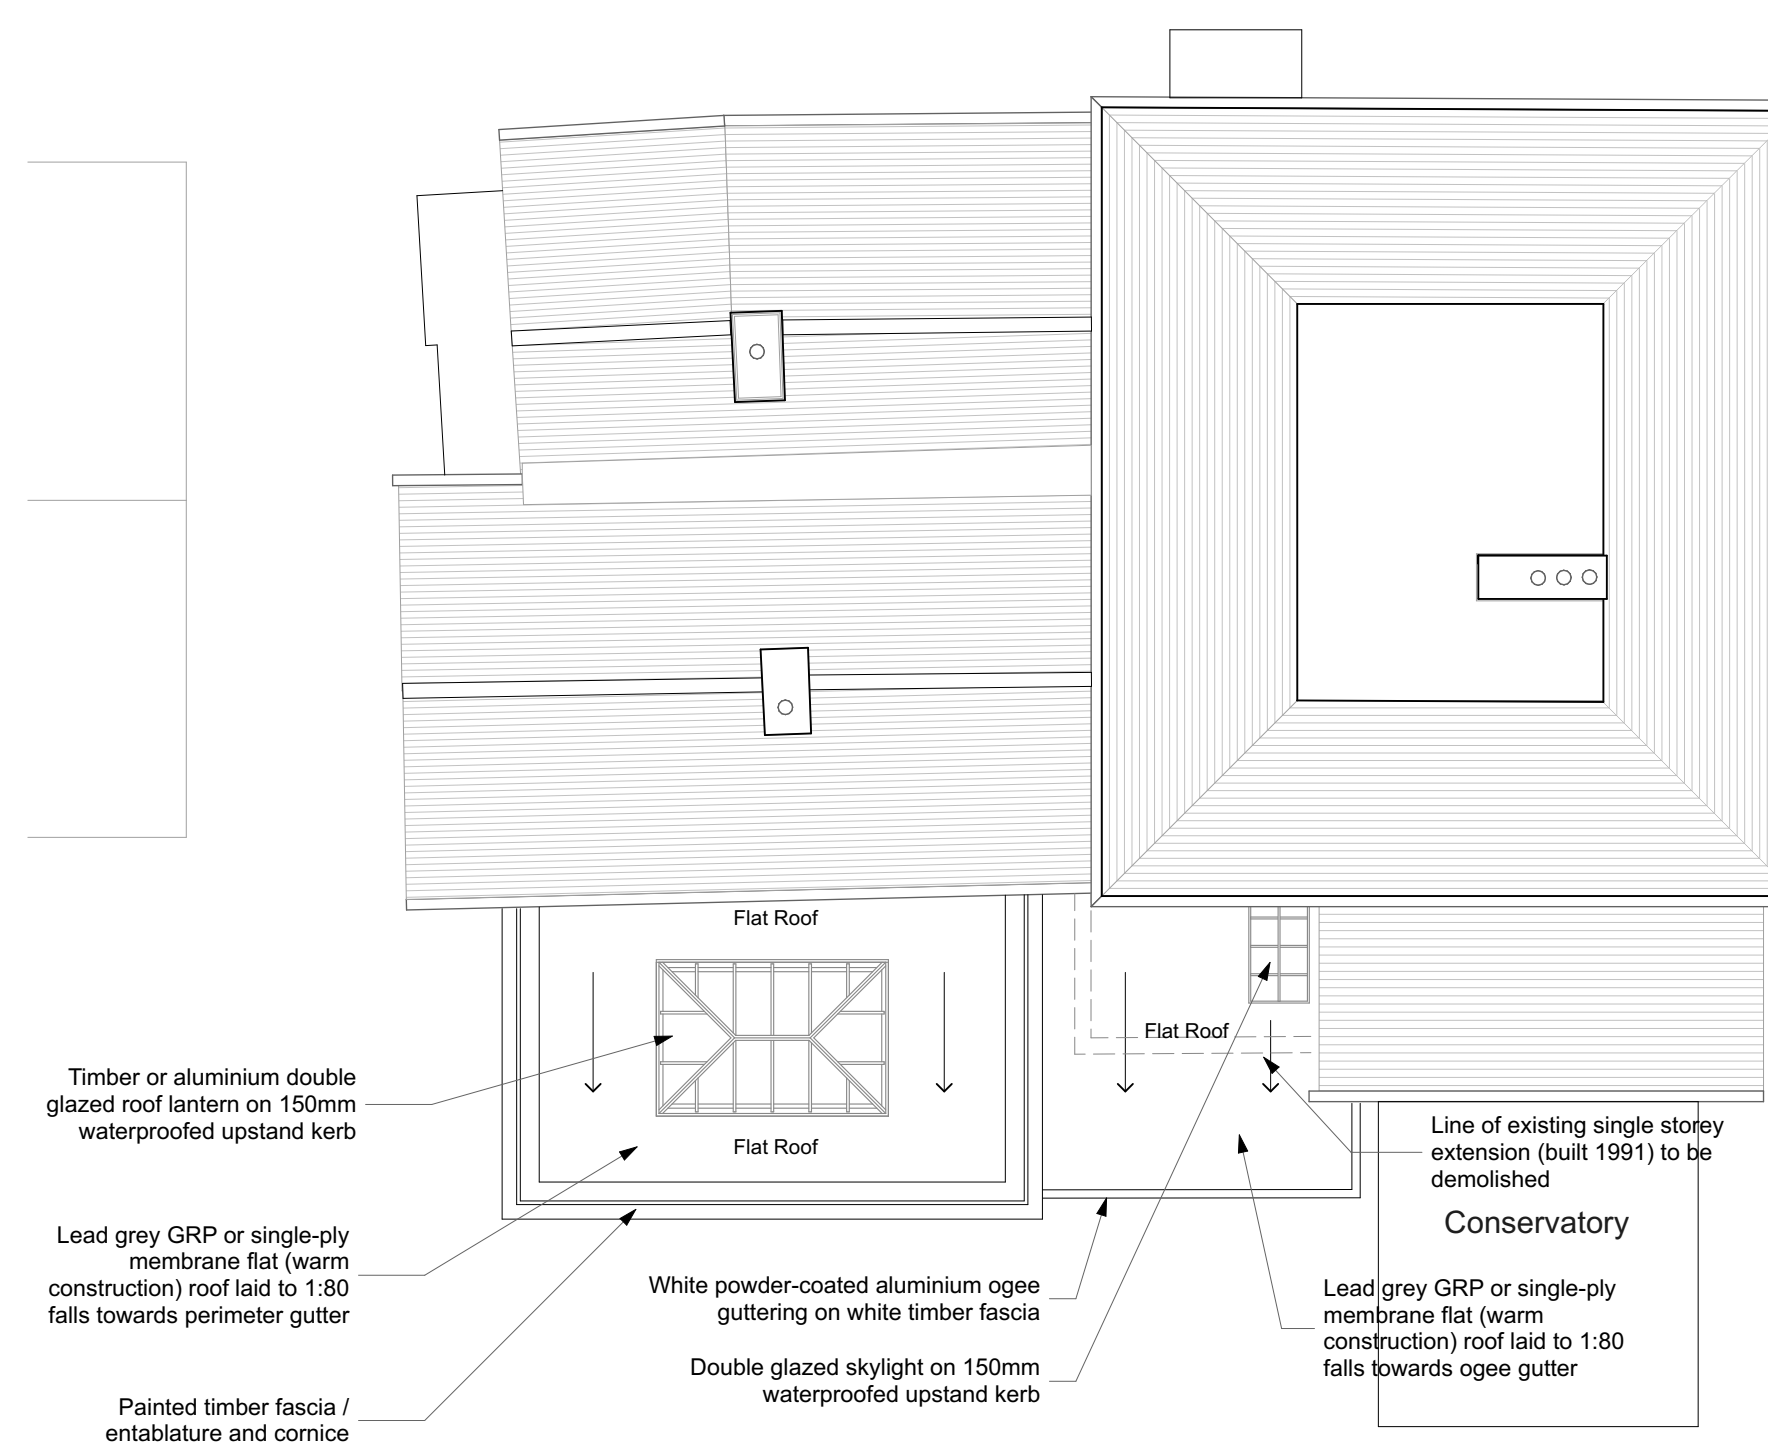 Flat Roof
Flat Roof
Timber or aluminium double
glazed roof lantern on 150mm
waterproofed upstand kerb
Flat Roof
Line of existing single storey
extension (built 1991) to be
demolished
Conservatory
Lead grey GRP or single-ply
membrane flat (warm
construction) roof laid to 1:80
falls towards perimeter gutter
White powder-coated aluminium ogee
guttering on white timber fascia
Lead grey GRP or single-ply
membrane flat (warm
construction) roof laid to 1:80
falls towards ogee gutter
Double glazed skylight on 150mm
waterproofed upstand kerb
Painted timber fascia /
entablature and cornice